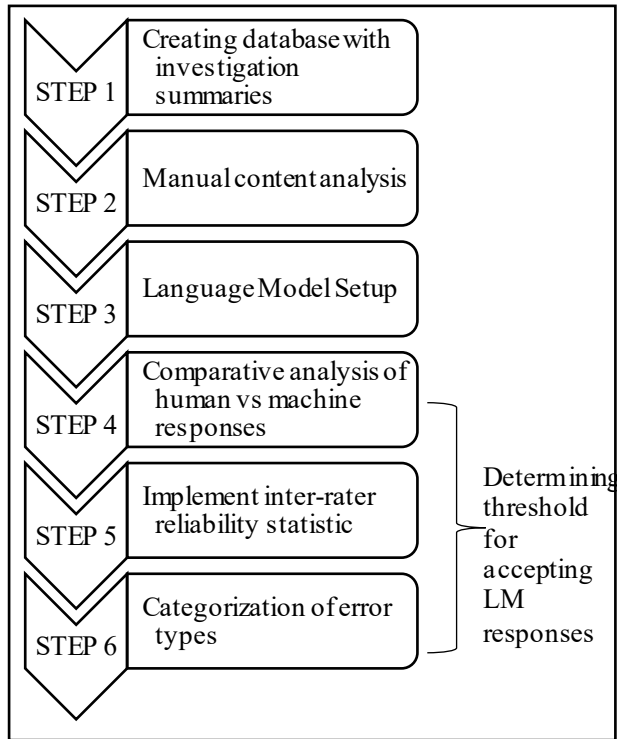 STEP 1
Creating database with
investigation
summaries
STEP 2
Manual content analysis
STEP 3
Language Model Setup
STEP 4
Comparative analysis of
human vs machine
responses
STEP 5
Implement inter-rater
reliability statistic
STEP 6
Categorization of error
types
Determining
threshold
for
accepting
LM
responses